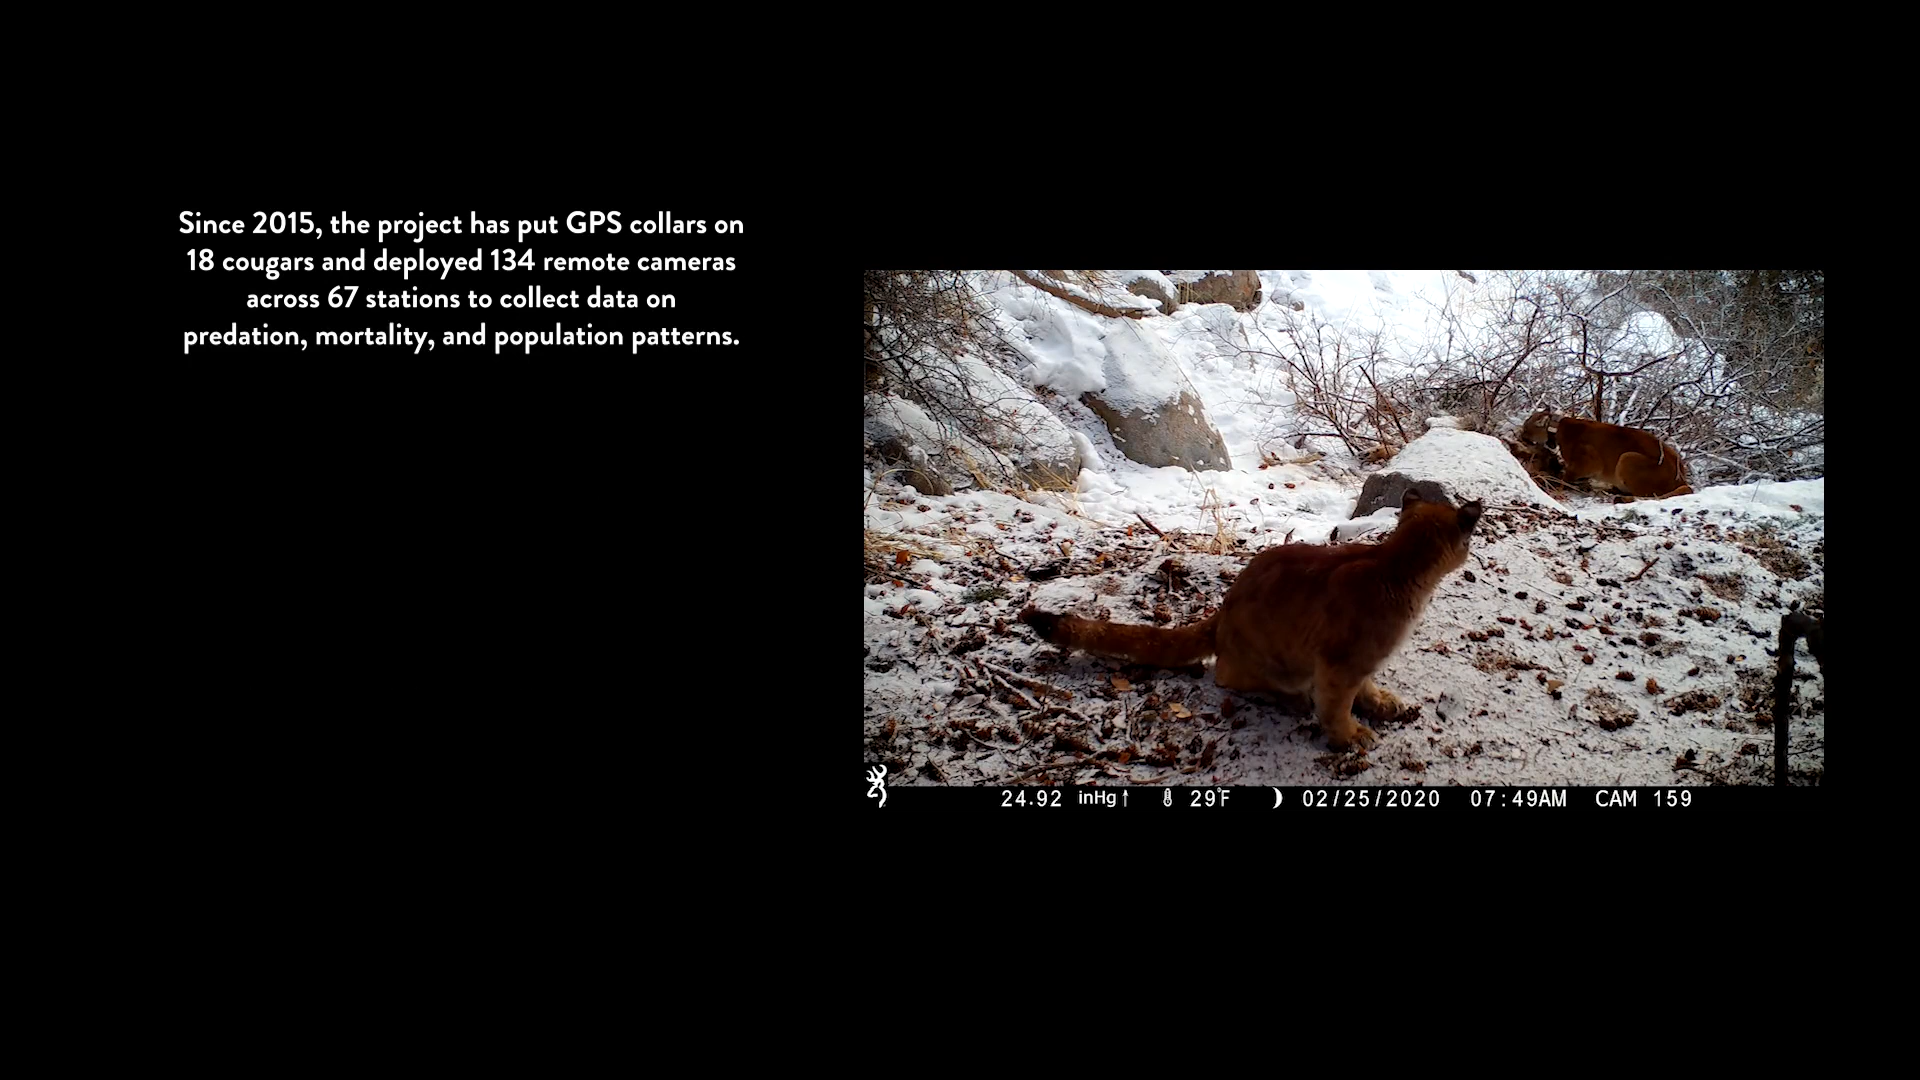 Since 2015, the project has put GPS collars on
18 cougars and deployed 134 remote cameras
across 67 stations to collect data on
predation, mortality, and population patterns.
24.92 inHg↑ 29°F 02/25/2020 07:49AM CAM 159